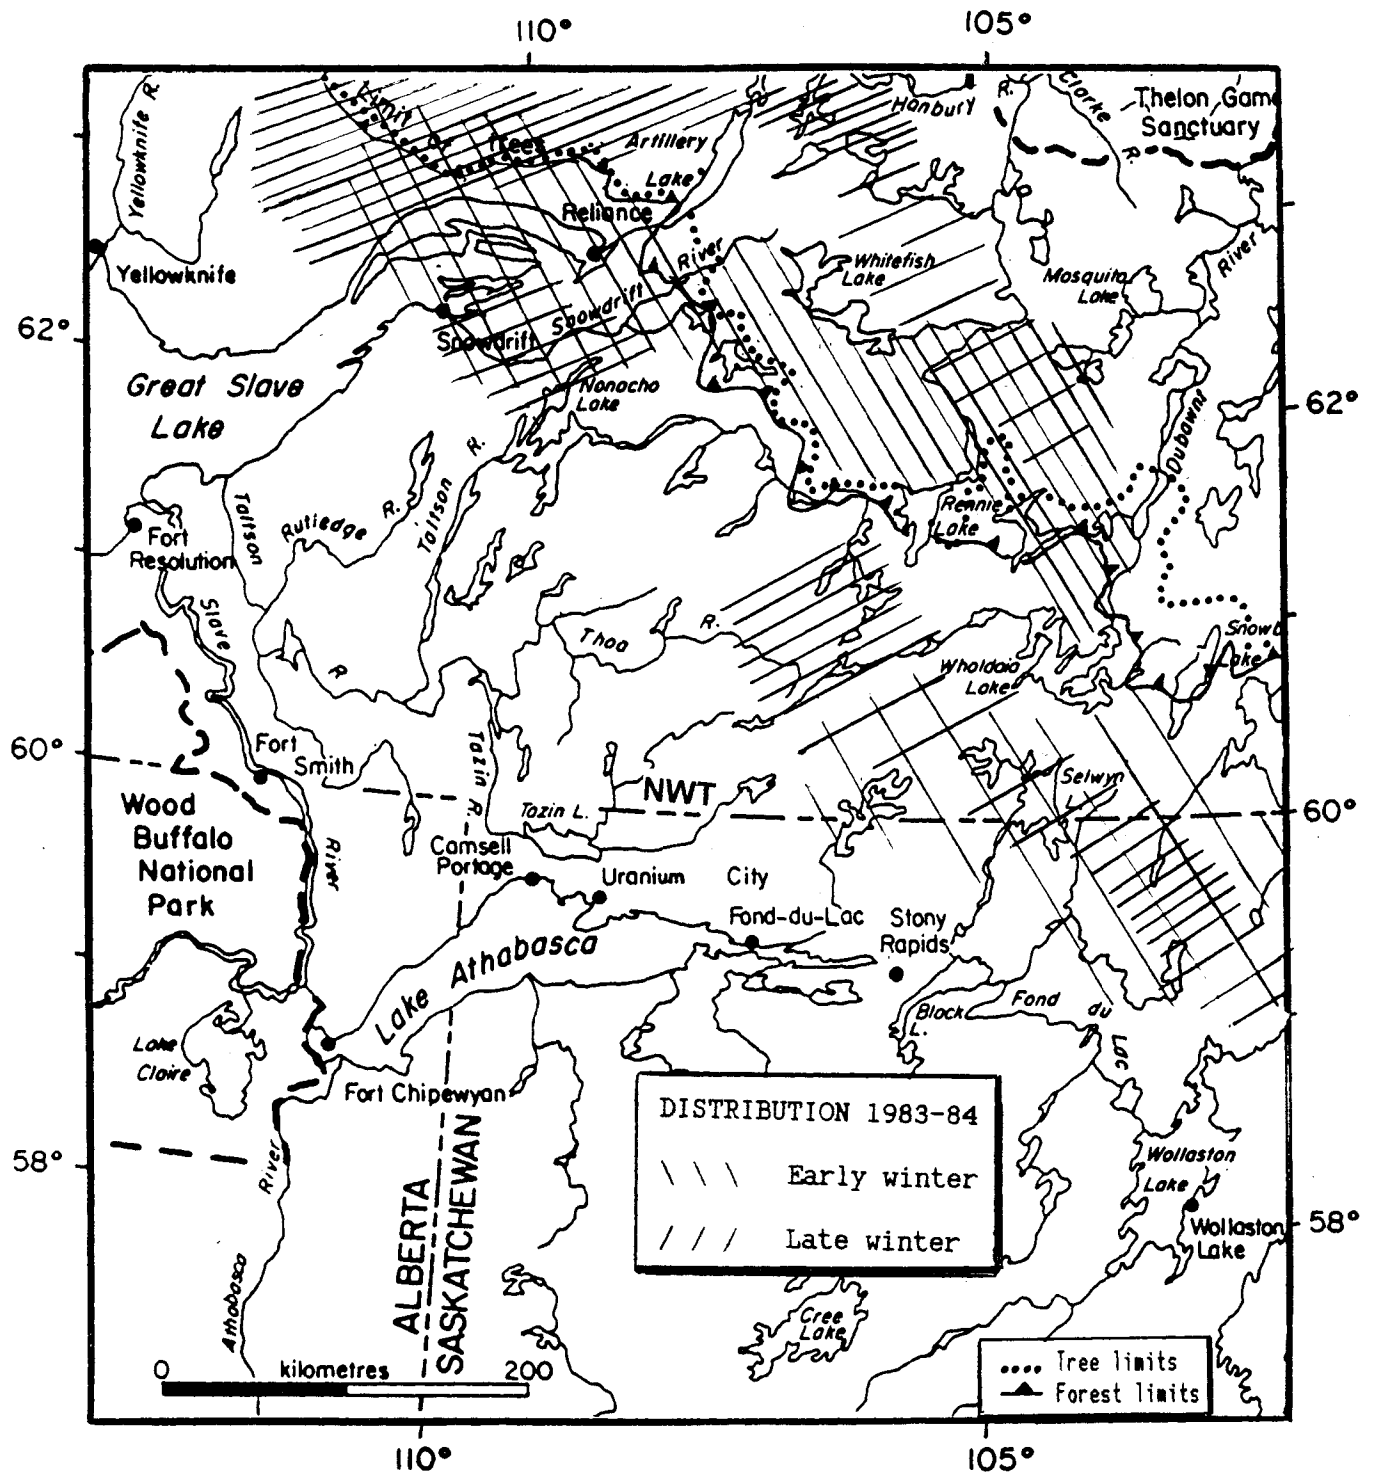 110°
105°
Yellowknife R.
Limit of Trees
Artillery
Lake
Hanbury
R.
Clarke
R.
Thelon Game
Sanctuary
Reliance
Yellowknife
River
Whitefish
Lake
Mosquito
Lake
River
62°
Snowdrift
Snowdrift
Great Slave
Lake
Nonacho
Lake
62°
Dubawnt
Taltson
Rutledge
R.
Taltson
R.
Rennie
Lake
Fort
Resolution
Slave
R
Thoa
R.
Wholdaia
Lake
Snowb
Lake
60°
Fort
Smith
Tazin R.
NWT
Selwyn
L.
60°
Wood
Buffalo
National
Park
River
Tazin L.
Camsell
Portage
Uranium City
Fond-du-Lac
Stony
Rapids
Lake Athabasca
Black
L.
Fond
du
Lac
Lake
Claire
Fort Chipewyan
58°
River
Athabasca
ALBERTA
SASKATCHEWAN
DISTRIBUTION 1983-84
Early winter
Late winter
Wollaston
Lake
Wollaston
Lake
58°
Cree
Lake
0 kilometres 200
Tree limits
Forest limits
110°
105°